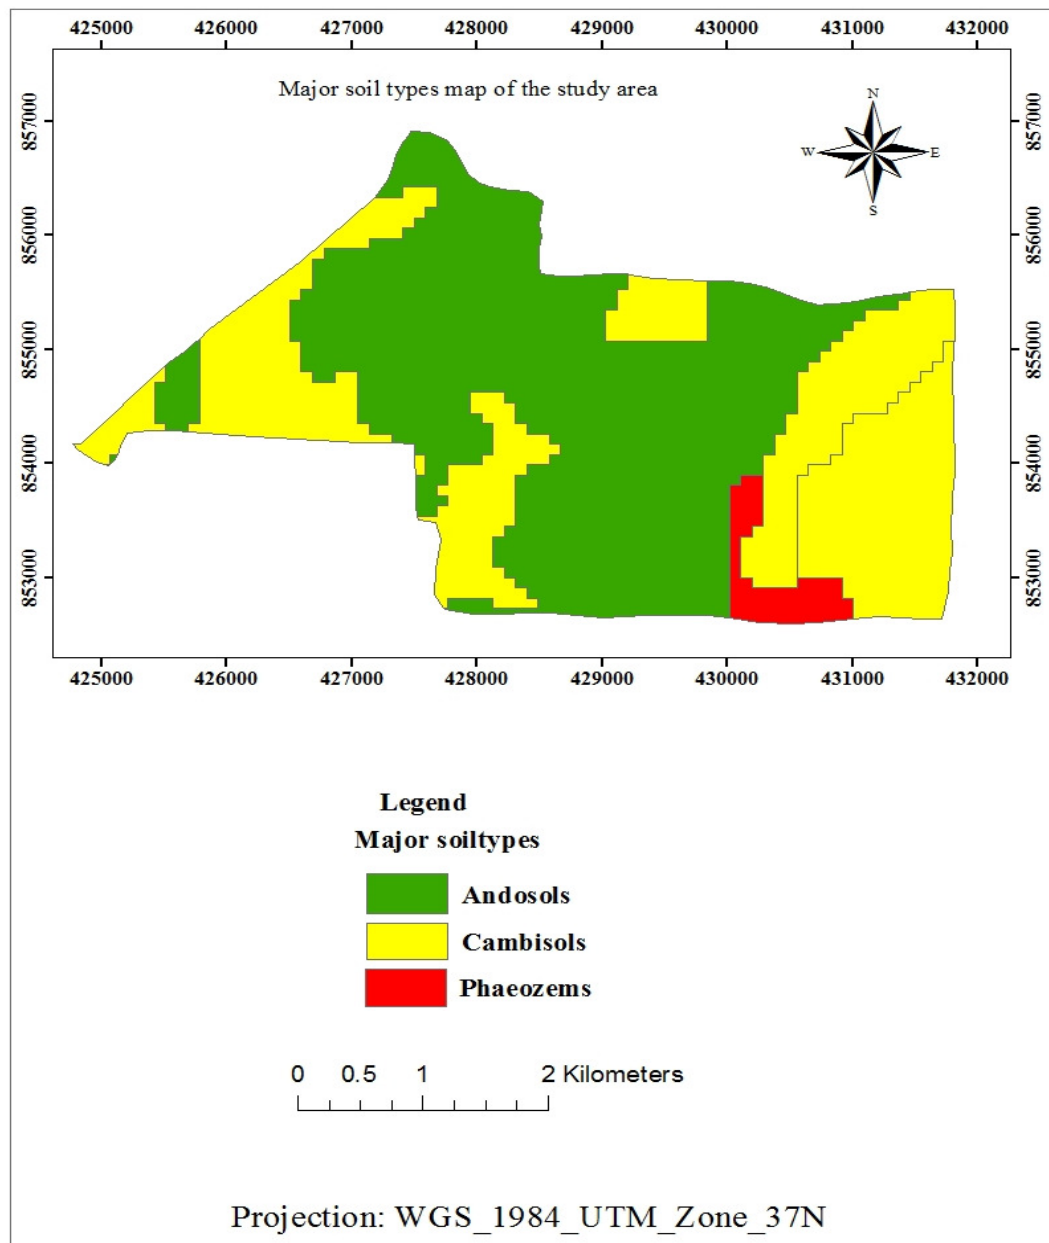 425000 426000 427000 428000 429000 430000 431000 432000
Major soil types map of the study area
N
W E
S
857000 857000
856000 856000
855000 855000
854000 854000
853000 853000
425000 426000 427000 428000 429000 430000 431000 432000
Legend
Major soiltypes
Andosols
Cambisols
Phaeozems
0 0.5 1 2 Kilometers
Projection: WGS_1984_UTM_Zone_37N